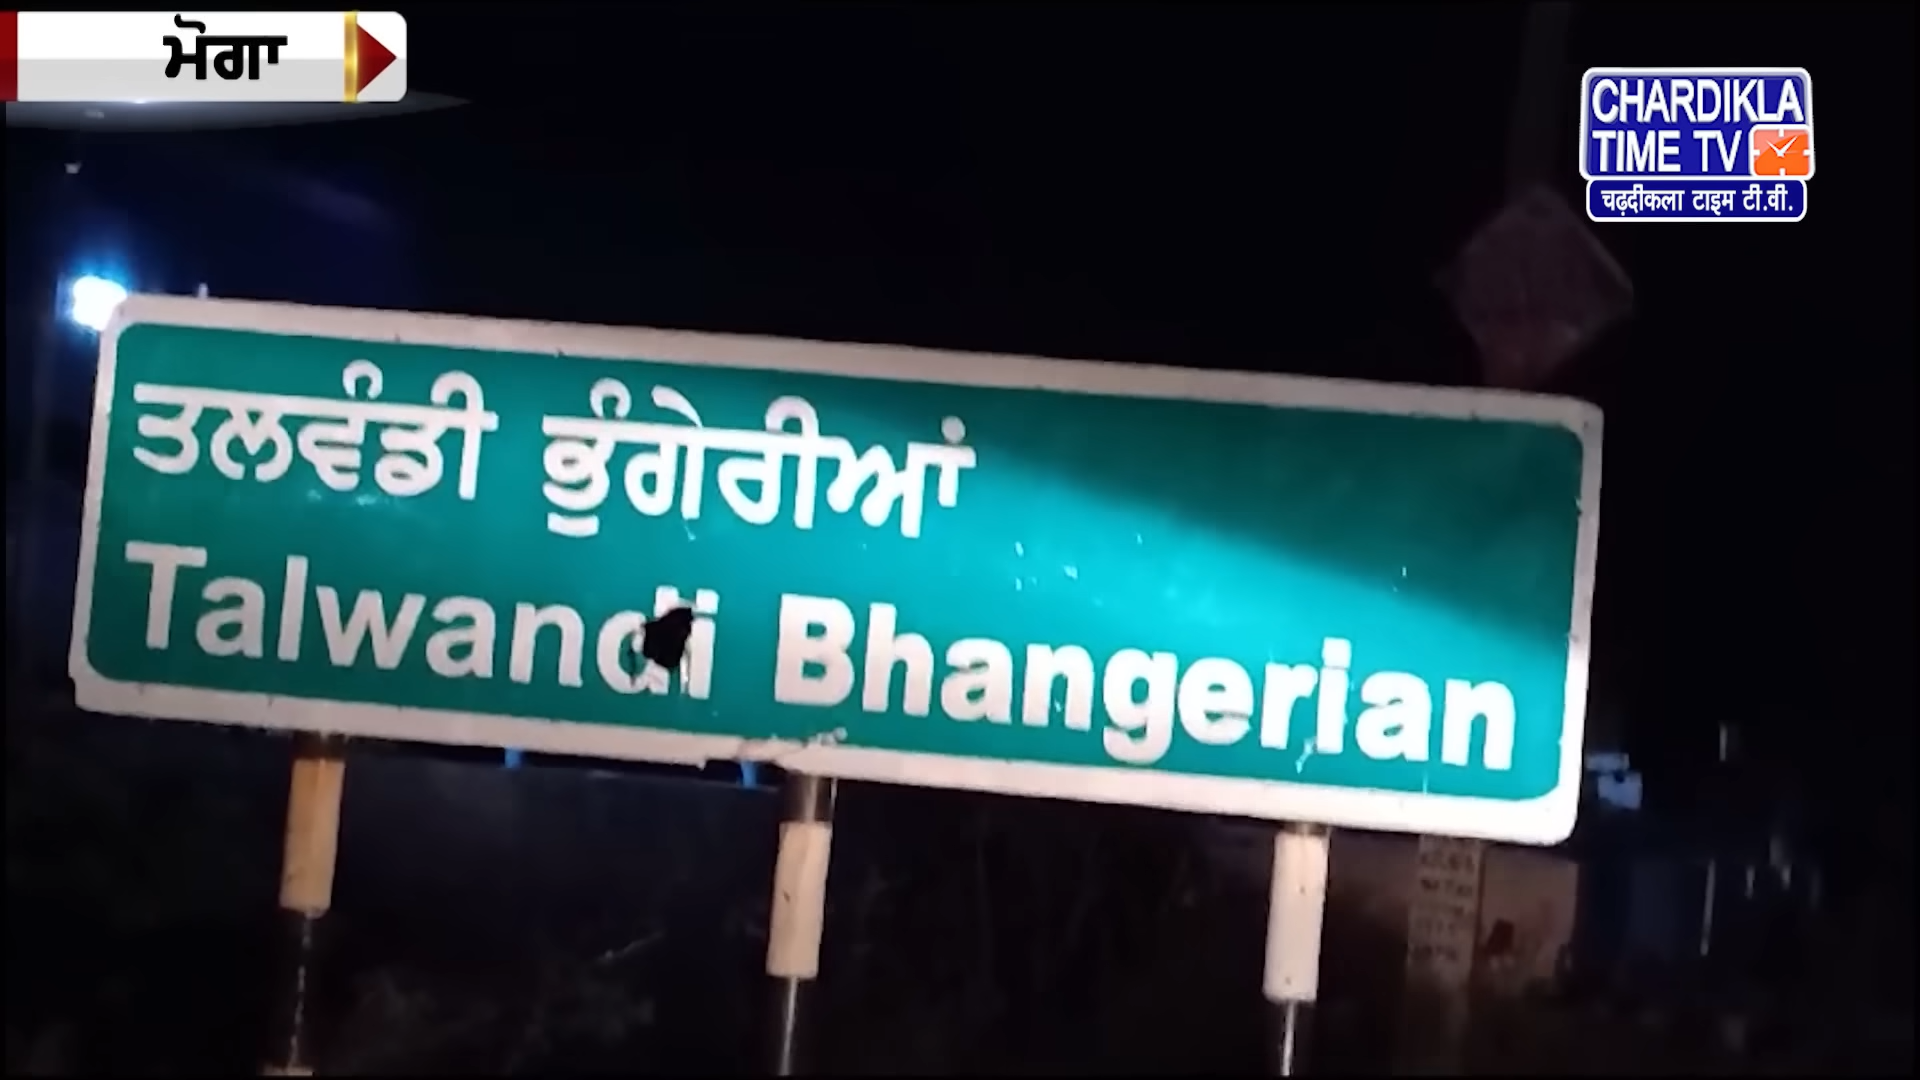 ਮੋਗਾ
CHARDIKLA
TIME TV
चढ़दीकला टाइम टी.वी.
ਤਲਵੰਡੀ ਭੂੰਗੇਰੀਆਂ
Talwandi Bhangerian